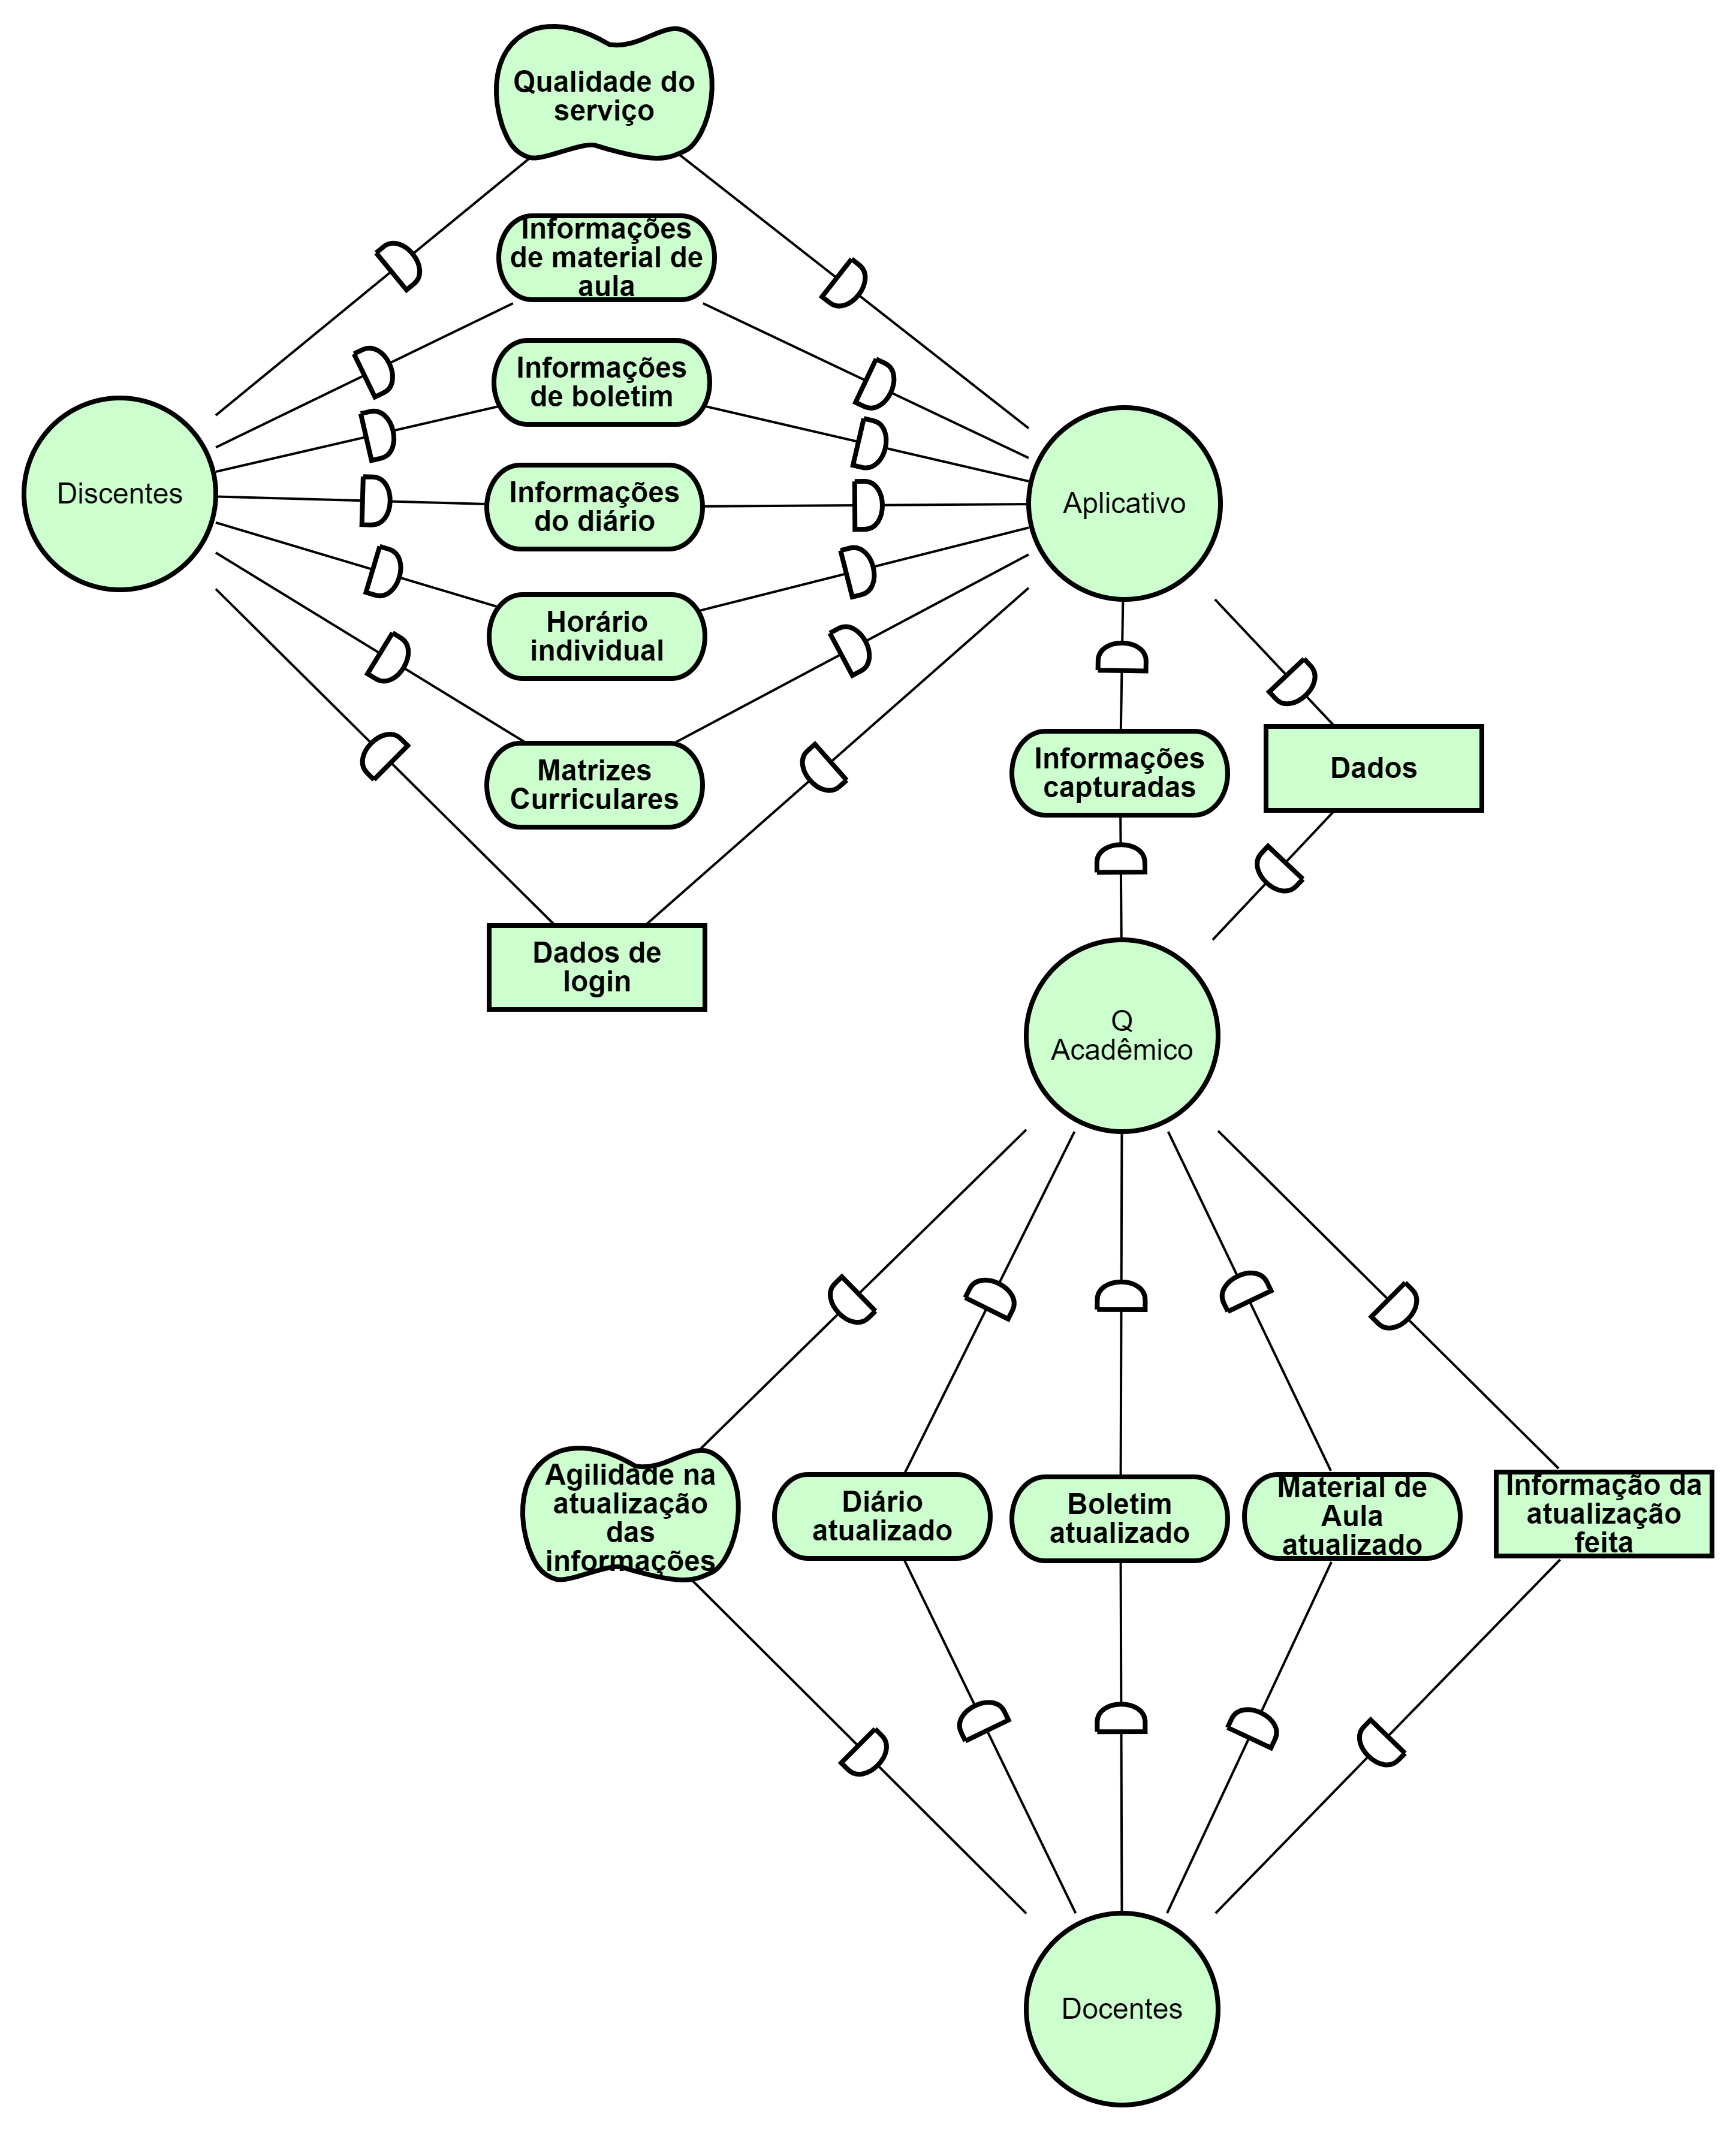 Qualidade do
serviço
Informações
de material de
aula
Informações
de boletim
Discentes
Informações
do diário
Aplicativo
Horário
individual
Matrizes
Curriculares
Informações
capturadas
Dados
Dados de
login
Q
Acadêmico
Agilidade na
atualização
das
informações
Diário
atualizado
Boletim
atualizado
Material de
Aula
atualizado
Informação da
atualização
feita
Docentes